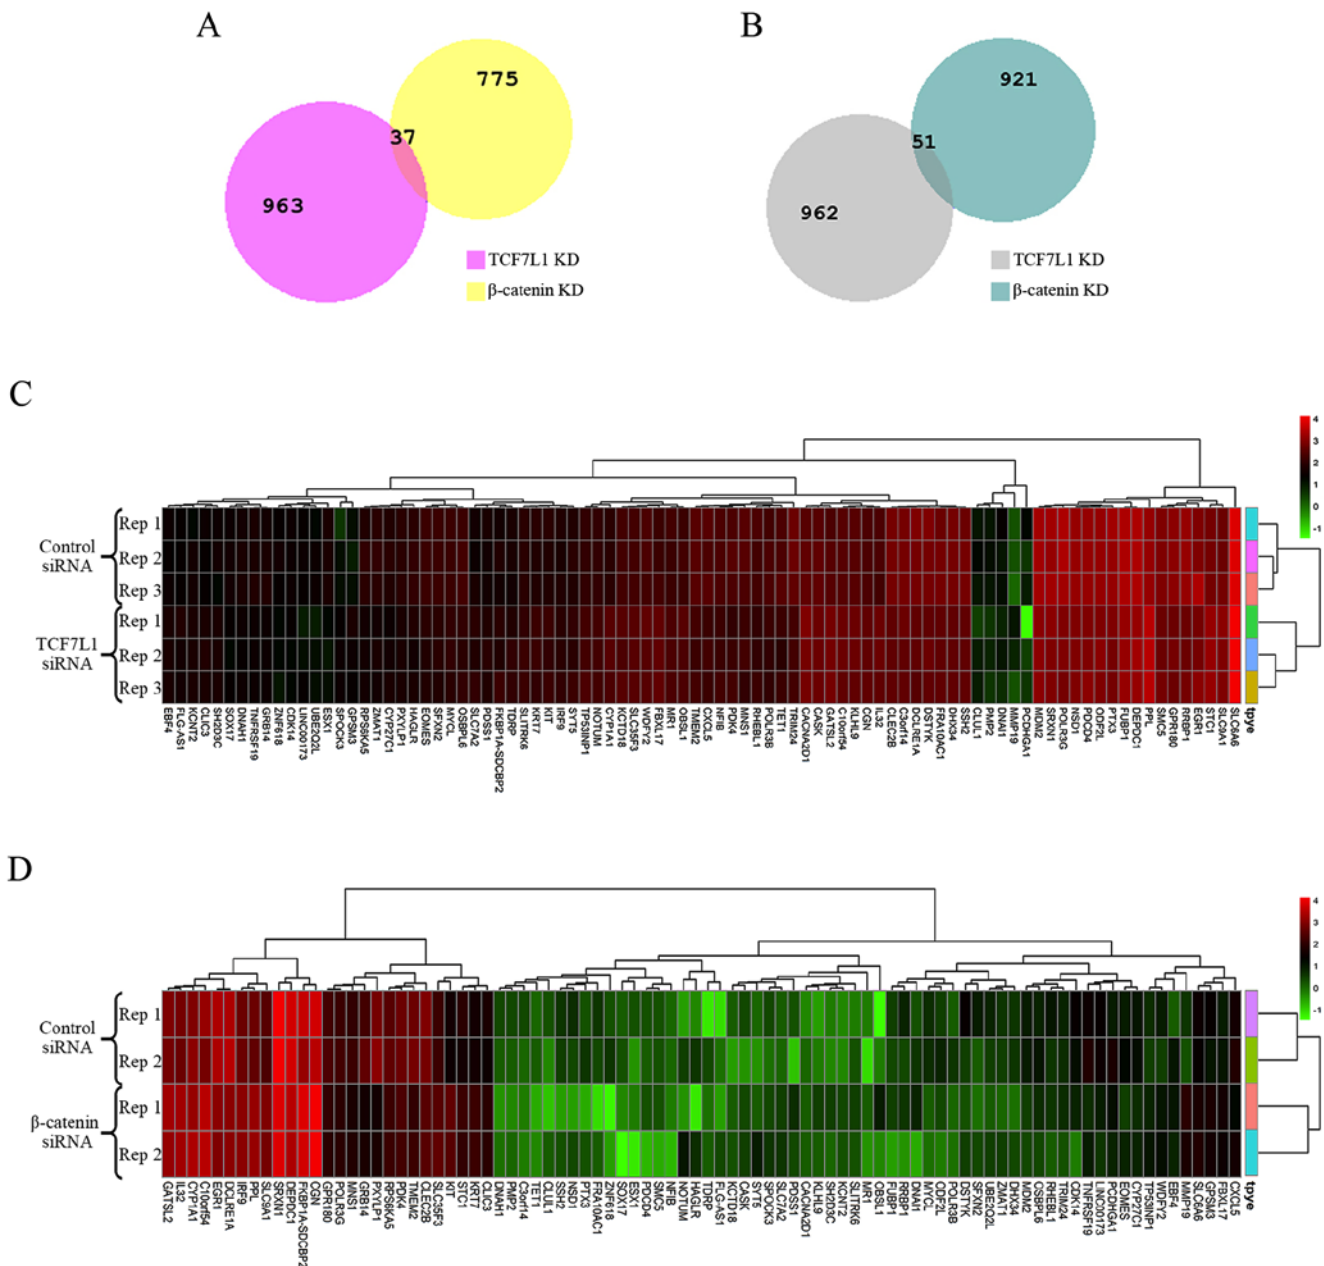 A
B
775
37
963
TCF7L1 KD
β-catenin KD
921
51
962
TCF7L1 KD
β-catenin KD
C
Control siRNA
Rep 1
Rep 2
Rep 3
TCF7L1 siRNA
Rep 1
Rep 2
Rep 3
4
3
2
1
0
-1
EBF4
FLG-AS1
KCNT2
CLIC3
SH2D3C
SOX17
DNAH1
TNFRSF19
GRB14
ZNF618
CDK14
LINC00173
UBE2Q2L
ESX1
SPOCK3
GPSM3
RPS6KA5
ZMAT1
PXYLP1
HAGLR
CYP27C1
EOMES
SFXN2
MYCL
OSBPL6
SLC7A2
PDSS1
FKBP1A-SDCBP2
TDRP
SLITRK6
KRT7
KIT
IRF9
SYT5
TP53INP1
NOTUM
CYP1A1
KCTD18
SLC35F3
WDFY2
FBXL17
MR1
OBSL1
TMEM2
CXCL5
NFIB
PDK4
MNS1
RHEBL1
POLR3B
TET1
TRIM24
CACNA2D1
CASK
GATSL2
C10orf54
KLHL9
CGN
IL32
CLEC2B
C3orf14
DCLRE1A
DSTYK
FRA10AC1
DHX34
SSH2
CLUL1
PMP2
DNAI1
MMP19
PCDHGA1
MDM2
SRXN1
POLR3G
NSD1
PDCD4
ODF2L
PTX3
FUBP1
DEPDC1
PPL
SMC5
GPR180
RRBP1
EGR1
STC1
SLC9A1
SLC6A6
tpye
D
Control siRNA
Rep 1
Rep 2
β-catenin siRNA
Rep 1
Rep 2
4
3
2
1
0
-1
GATSL2
IL32
CYP1A1
C10orf54
EGR1
DCLRE1A
IRF9
PPL
SLC9A1
SRXN1
DEPDC1
FKBP1A-SDCBP2
CGN
GPR180
POLR3G
MNS1
GRB14
PXYLP1
RPS6KA5
PDK4
TMEM2
CLEC2B
SLC35F3
KIT
STC1
KRT7
CLIC3
DNAH1
PMP2
C3orf14
TET1
CLUL1
SSH2
NSD1
PTX3
FRA10AC1
ZNF618
SOX17
ESX1
PDCD4
SMC5
NFIB
NOTUM
HAGLR
TDRP
FLG-AS1
KCTD18
CASK
SYT5
SPOCK3
SLC7A2
PDSS1
CACNA2D1
KLHL9
SH2D3C
KCNT2
SLITRK6
MR1
OBSL1
FUBP1
RRBP1
DNAI1
MYCL
ODF2L
POLR3B
DSTYK
SFXN2
UBE2Q2L
ZMAT1
DHX34
MDM2
OSBPL6
RHEBL1
TRIM24
CDK14
TNFRSF19
LINC00173
PCDHGA1
EOMES
CYP27C1
TP53INP1
WDFY2
EBF4
MMP19
SLC6A6
GPSM3
FBXL17
CXCL5
tpye